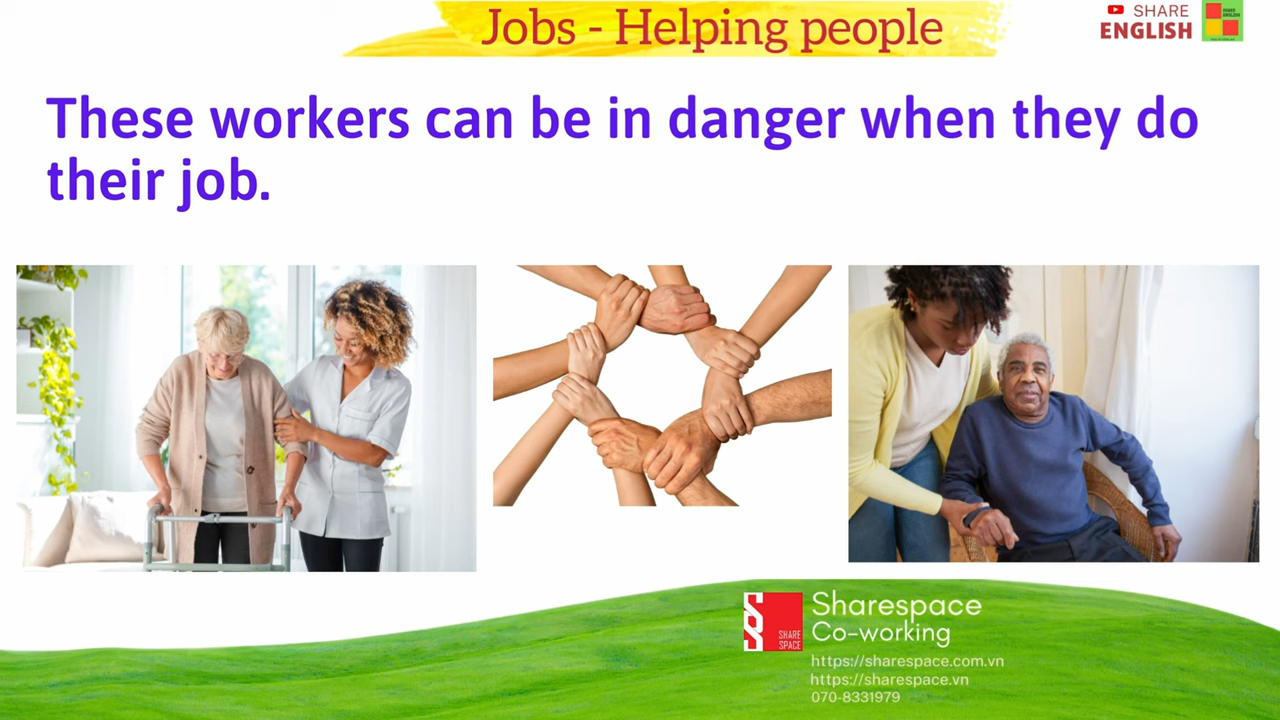 Jobs - Helping people
SHARE
ENGLISH
These workers can be in danger when they do
their job.
SHARE
SPACE
Sharespace
Co-working
https://sharespace.com.vn
https://sharespace.vn
070-8331979